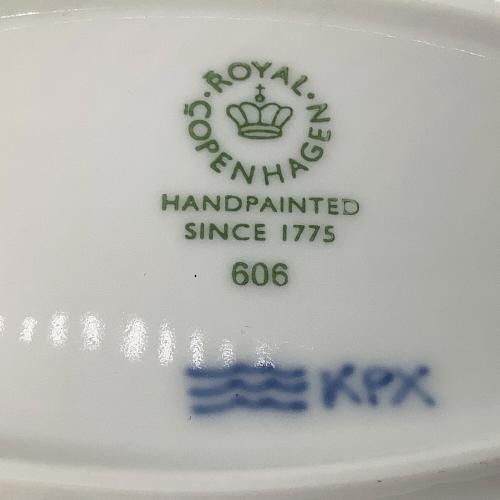 ROYAL · COPENHAGEN ·
HANDPAINTED
SINCE 1775
606
KPX